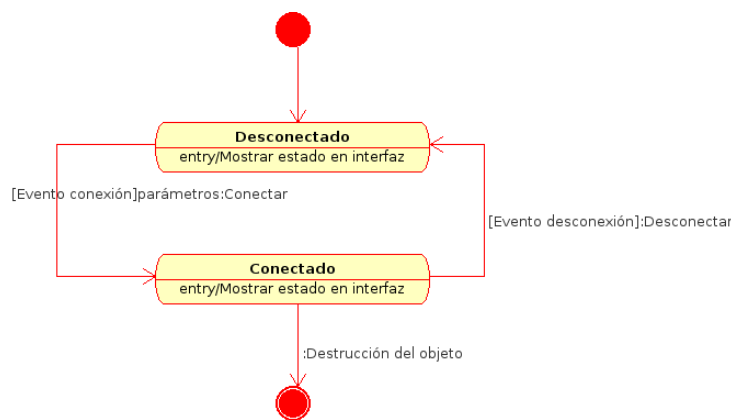 Desconectado
entry/Mostrar estado en interfaz
[Evento conexión]parámetros:Conectar
[Evento desconexión]:Desconectar
Conectado
entry/Mostrar estado en interfaz
:Destrucción del objeto